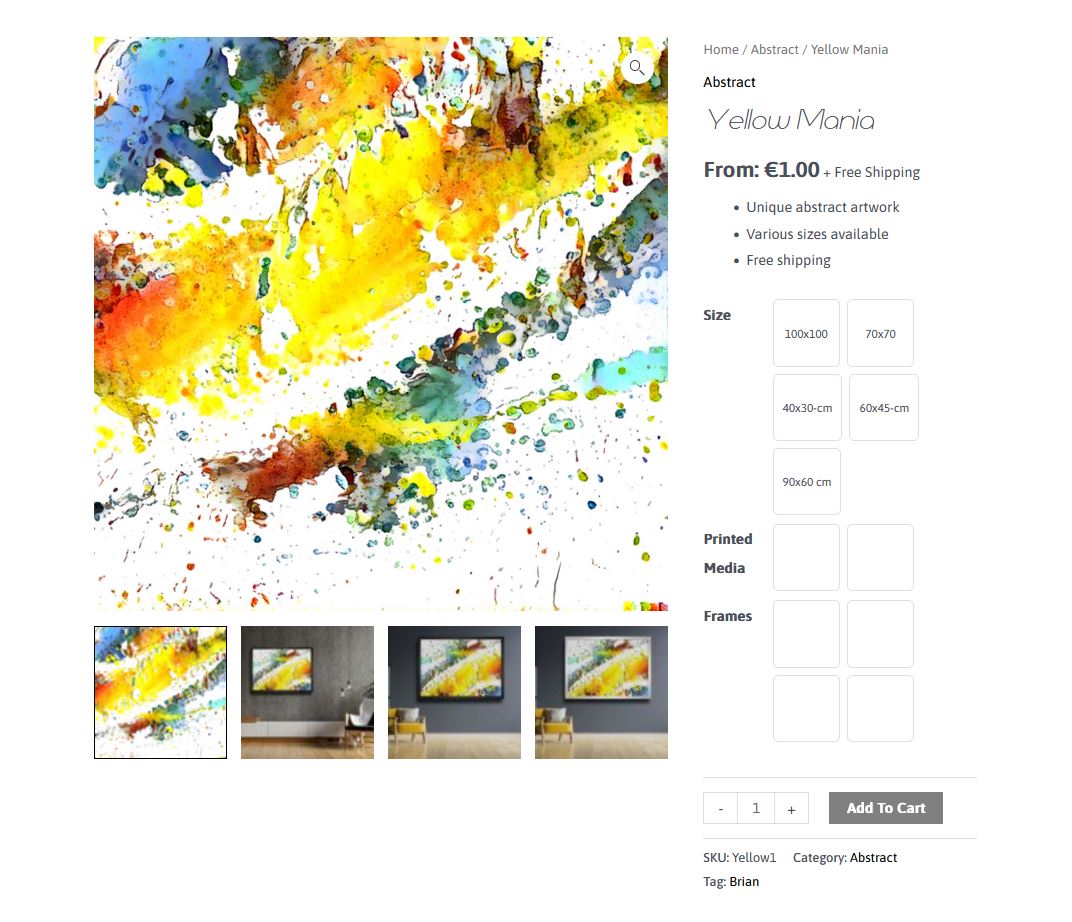 Home / Abstract / Yellow Mania
Abstract
Yellow Mania
From: €1.00 + Free Shipping
Unique abstract artwork
Various sizes available
Free shipping
Size
100x100
70x70
40x30-cm
60x45-cm
90x60 cm
Printed
Media
Frames
- 1 +
Add To Cart
SKU: Yellow1 Category: Abstract
Tag: Brian